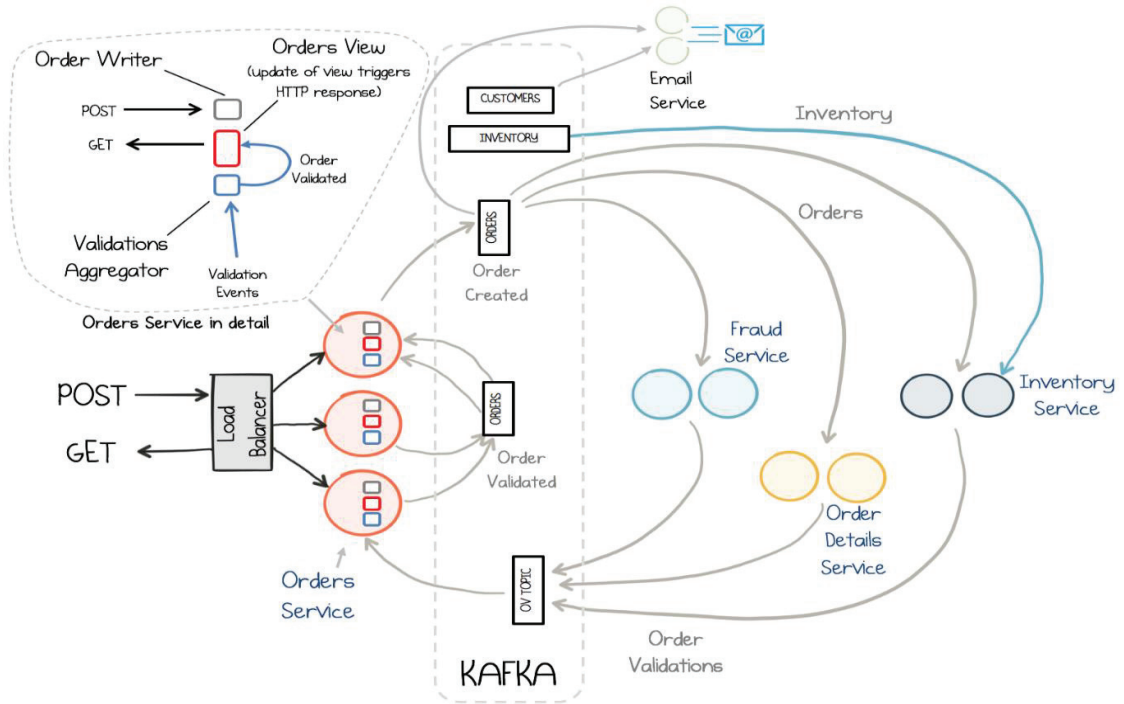 Order Writer
Orders View
(update of view triggers
HTTP response)
POST
GET
Order
Validated
Validations
Aggregator
Validation
Events
Orders Service in detail
Email
Service
@
CUSTOMERS
INVENTORY
Inventory
ORDERS
Order
Created
Orders
POST
GET
Load
Balancer
ORDERS
Order
Validated
Fraud
Service
Inventory
Service
Order
Details
Service
Orders
Service
OV TOPIC
Order
Validations
KAFKA